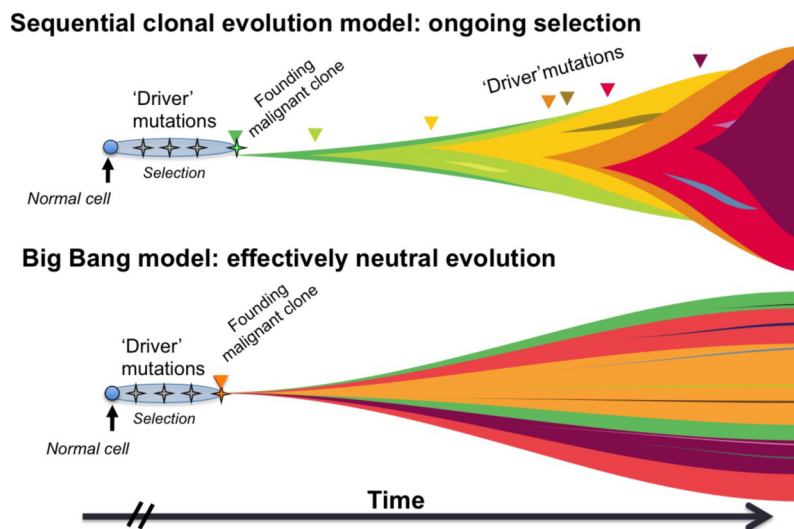 Sequential clonal evolution model: ongoing selection
'Driver'
mutations
Founding
malignant clone
'Driver' mutations
Selection
Normal cell
Big Bang model: effectively neutral evolution
'Driver'
mutations
Founding
malignant clone
Selection
Normal cell
Time